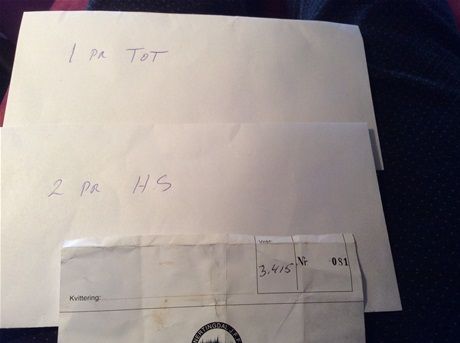 1 PR TOT
2 PR HS
Vekt:
3,415 Nr 081
Kvittering: